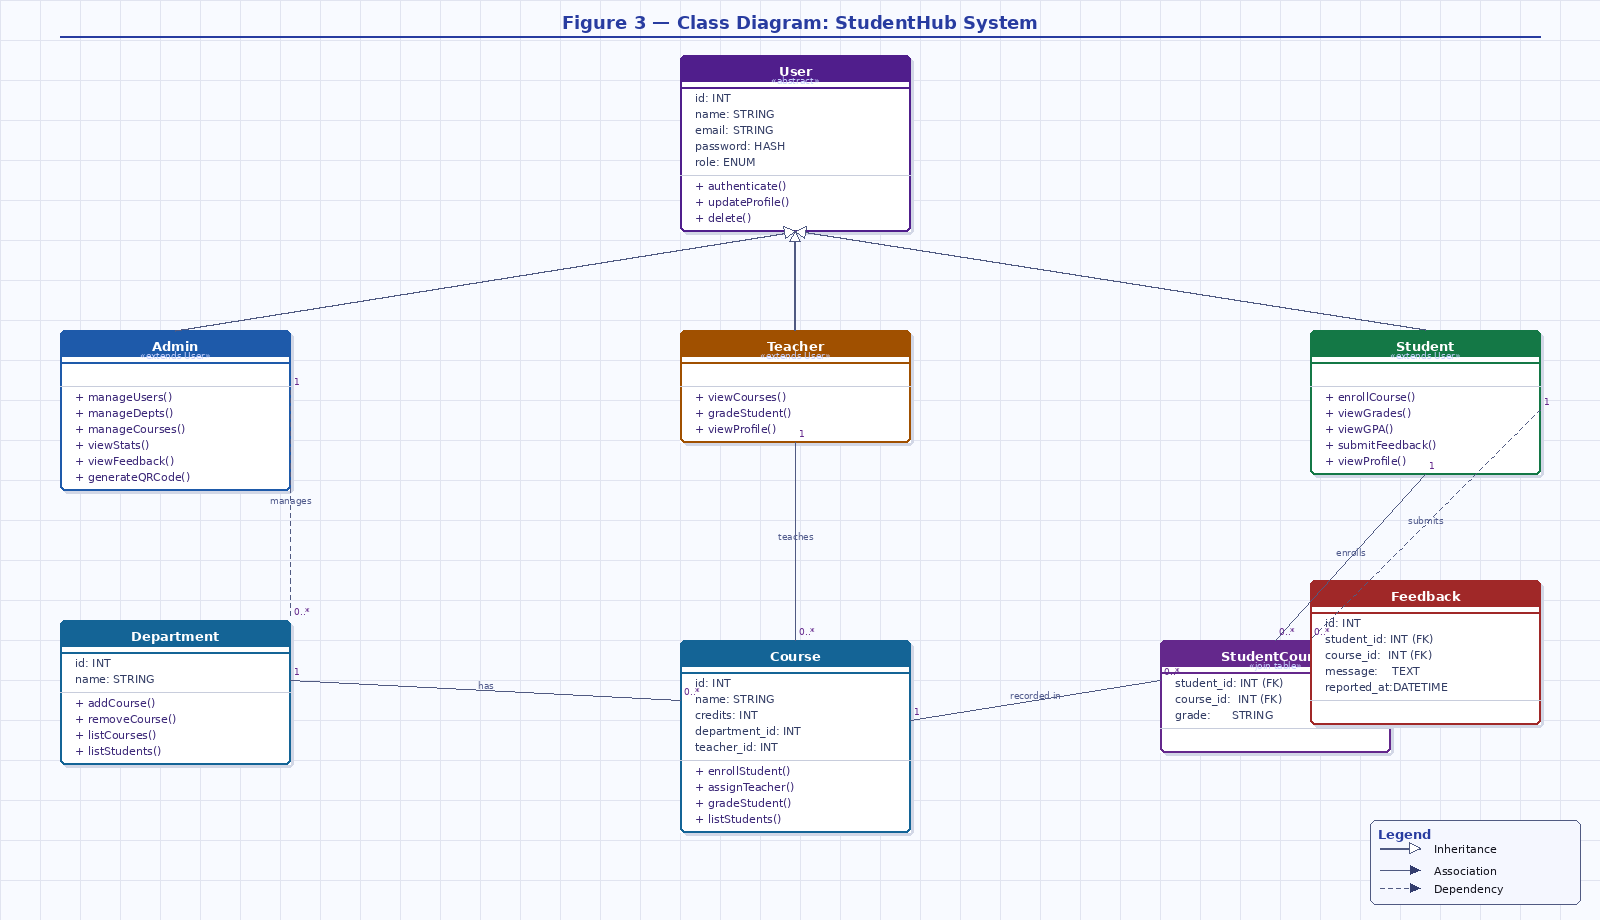 Figure 3 — Class Diagram: StudentHub System
User
«abstract»
id: INT
name: STRING
email: STRING
password: HASH
role: ENUM
+ authenticate()
+ updateProfile()
+ delete()
Admin
«extends User»
+ manageUsers()
+ manageDepts()
+ manageCourses()
+ viewStats()
+ viewFeedback()
+ generateQRCode()
1
manages
0..*
Teacher
«extends User»
+ viewCourses()
+ gradeStudent()
+ viewProfile()
1
teaches
0..*
Student
«extends User»
+ enrollCourse()
+ viewGrades()
+ viewGPA()
+ submitFeedback()
+ viewProfile()
1
1
submits
enrolls
0..*
0..*
Department
id: INT
name: STRING
+ addCourse()
+ removeCourse()
+ listCourses()
+ listStudents()
1
has
0..*
Course
id: INT
name: STRING
credits: INT
department_id: INT
teacher_id: INT
+ enrollStudent()
+ assignTeacher()
+ gradeStudent()
+ listStudents()
1
recorded in
0..*
StudentCour
«join table»
student_id: INT (FK)
course_id: INT (FK)
grade: STRING
Feedback
id: INT
student_id: INT (FK)
course_id: INT (FK)
message: TEXT
reported_at:DATETIME
Legend
Inheritance
Association
Dependency